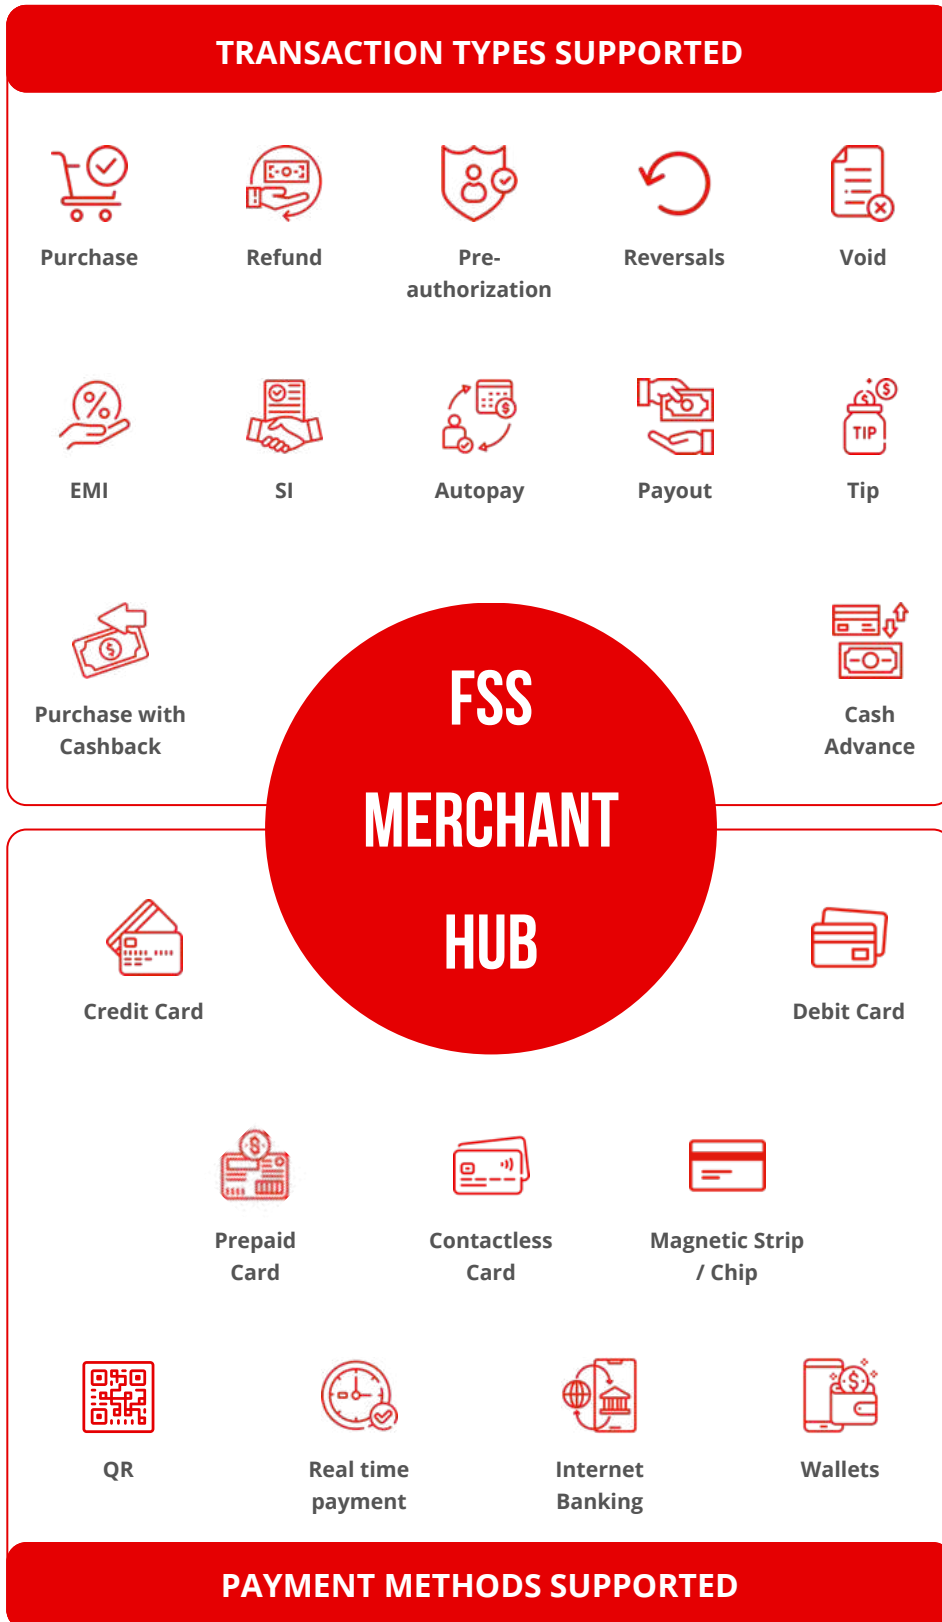 TRANSACTION TYPES SUPPORTED
Purchase
Refund
Pre-
authorization
Reversals
Void
EMI
SI
Autopay
Payout
TIP
Tip
Purchase with
Cashback
Cash
Advance
FSS
MERCHANT
HUB
Credit Card
Debit Card
Prepaid
Card
Contactless
Card
Magnetic Strip
/ Chip
QR
Real time
payment
Internet
Banking
Wallets
PAYMENT METHODS SUPPORTED